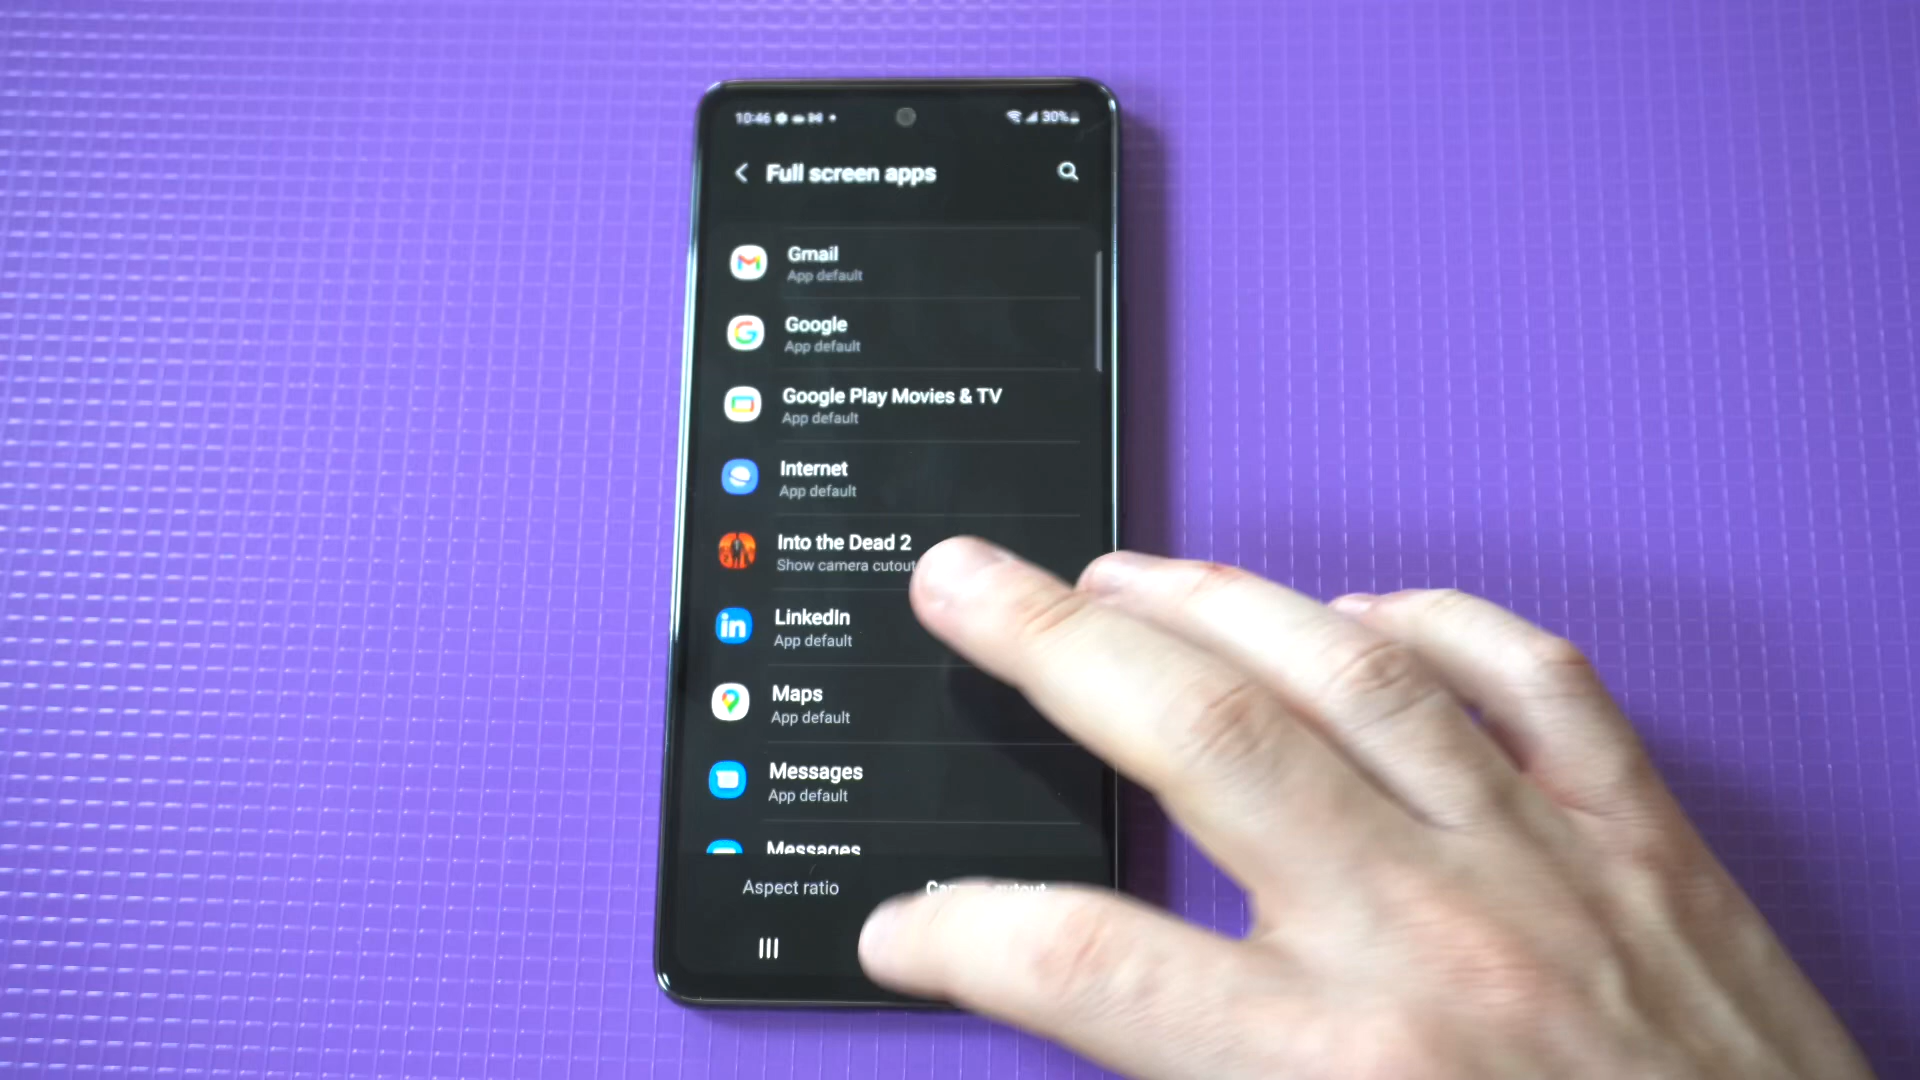 10:46
30%
Full screen apps
Gmail
App default
Google
App default
Google Play Movies & TV
App default
Internet
App default
Into the Dead 2
Show camera cutout
in LinkedIn
App default
Maps
App default
Messages
App default
Messages
Aspect ratio